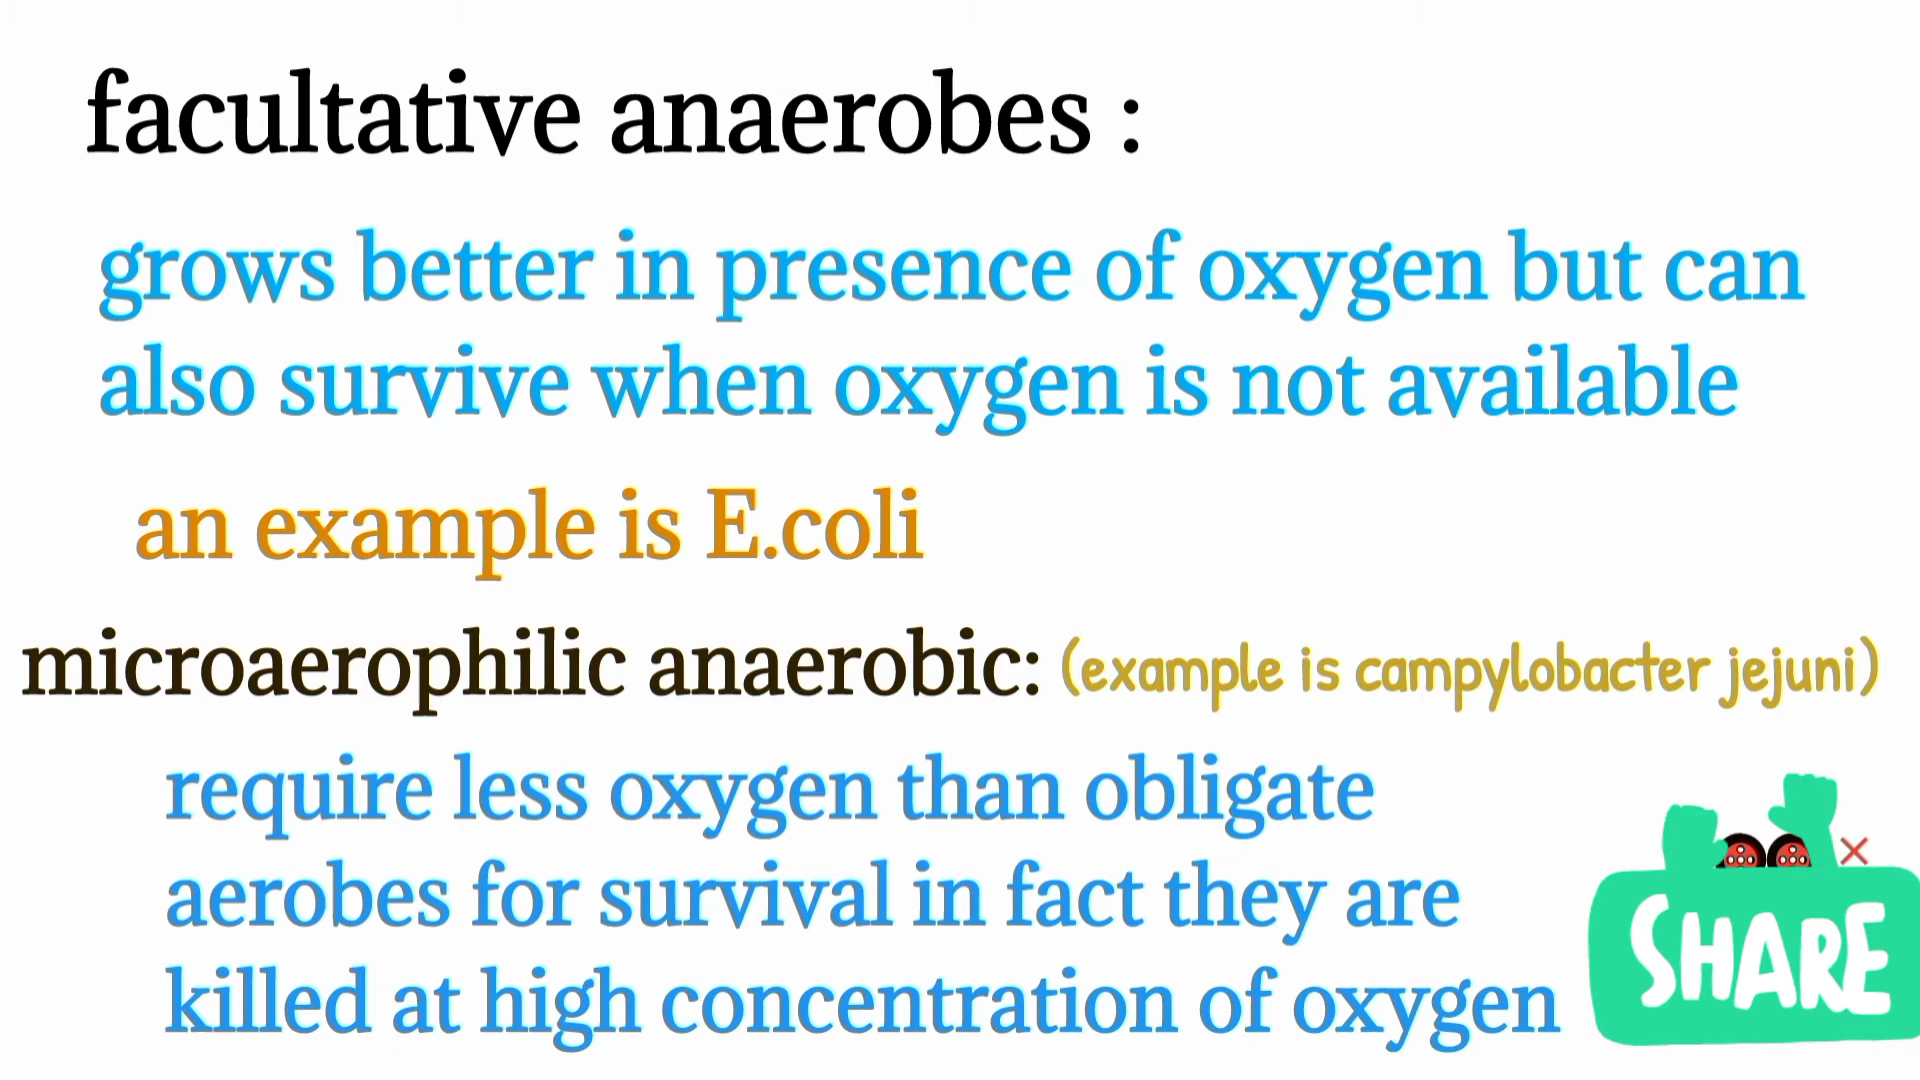 facultative anaerobes :
grows better in presence of oxygen but can
also survive when oxygen is not available
an example is E.coli
microaerophilic anaerobic: (example is campylobacter jejuni)
require less oxygen than obligate
aerobes for survival in fact they are
killed at high concentration of oxygen
SHARE